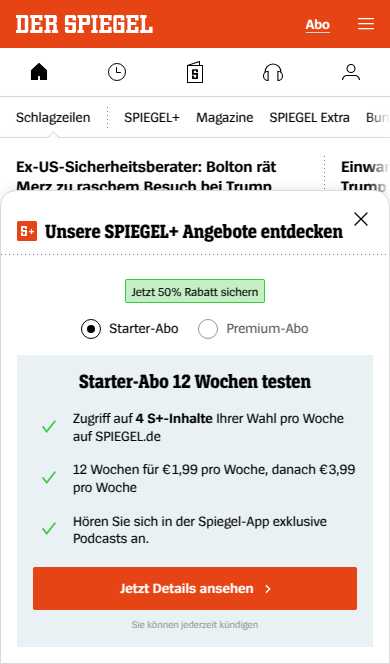 DER SPIEGEL
Abo
Schlagzeilen
SPIEGEL+
Magazine
SPIEGEL Extra
Ex-US-Sicherheitsberater: Bolton rät
Merz zu raschem Besuch bei Trump
Trump
S+ Unsere SPIEGEL+ Angebote entdecken
Jetzt 50% Rabatt sichern
Starter-Abo
Premium-Abo
Starter-Abo 12 Wochen testen
Zugriff auf 4 S+-Inhalte Ihrer Wahl pro Woche
auf SPIEGEL.de
12 Wochen für €1,99 pro Woche, danach €3,99
pro Woche
Hören Sie sich in der Spiegel-App exklusive
Podcasts an.
Jetzt Details ansehen
Sie können jederzeit kündigen